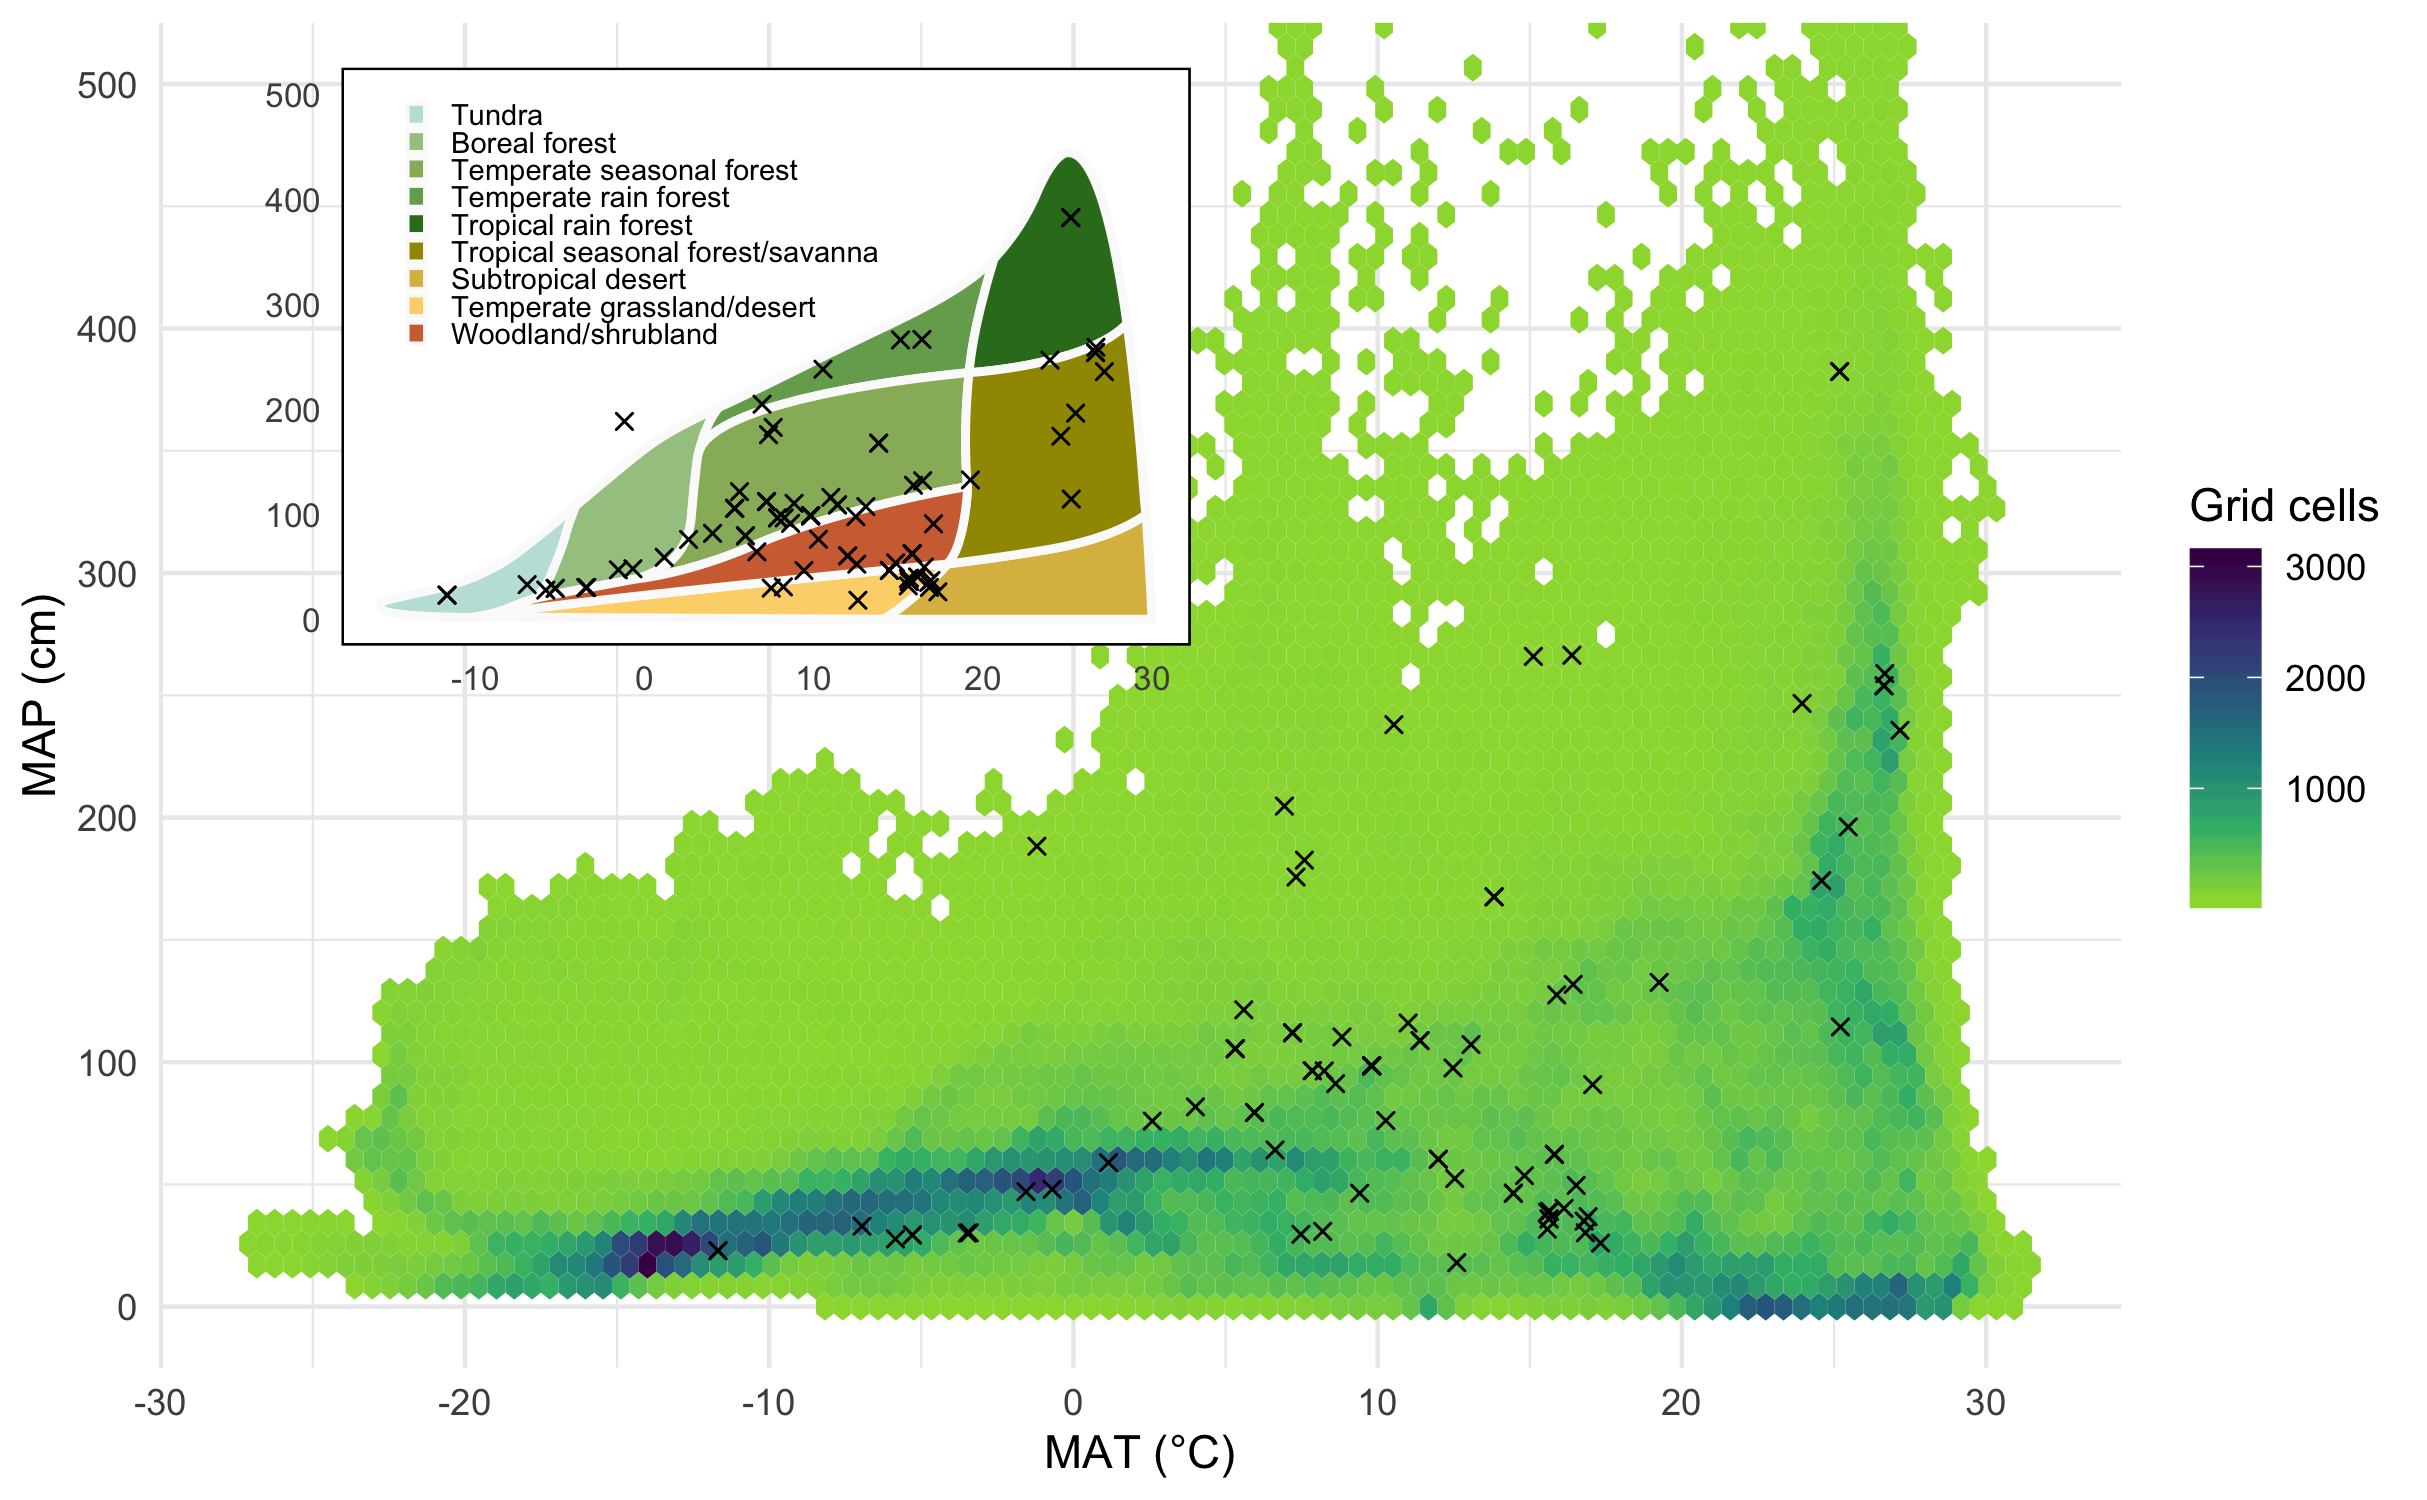 500
400
300
200
100
0
MAP (cm)
500
400
300
200
100
0
Tundra
Boreal forest
Temperate seasonal forest
Temperate rain forest
Tropical rain forest
Tropical seasonal forest/savanna
Subtropical desert
Temperate grassland/desert
Woodland/shrubland
-10 0 10 20 30
Grid cells
3000
2000
1000
-30 -20 -10 0 10 20 30
MAT (°C)